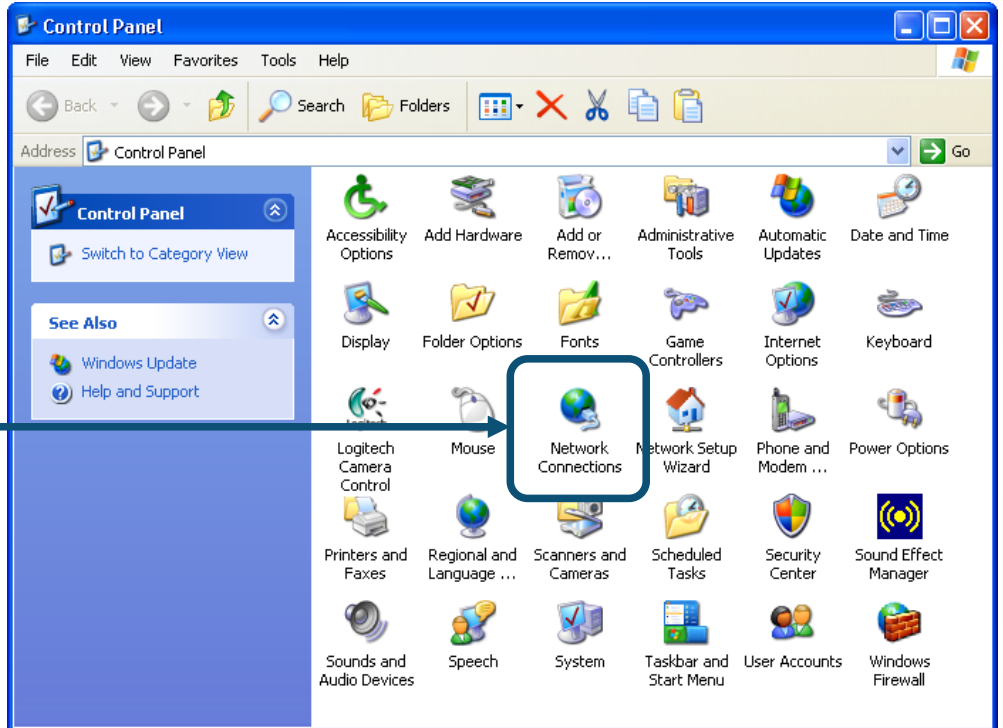 Control Panel
File Edit View Favorites Tools Help
Back Search Folders
Address Control Panel Go
Control Panel
Switch to Category View
See Also
Windows Update
Help and Support
Accessibility Options
Add Hardware
Add or Remov...
Administrative Tools
Automatic Updates
Date and Time
Display
Folder Options
Fonts
Game Controllers
Internet Options
Keyboard
Logitech Camera Control
Mouse
Network Connections
Network Setup Wizard
Phone and Modem ...
Power Options
Printers and Faxes
Regional and Language ...
Scanners and Cameras
Scheduled Tasks
Security Center
Sound Effect Manager
Sounds and Audio Devices
Speech
System
Taskbar and Start Menu
User Accounts
Windows Firewall